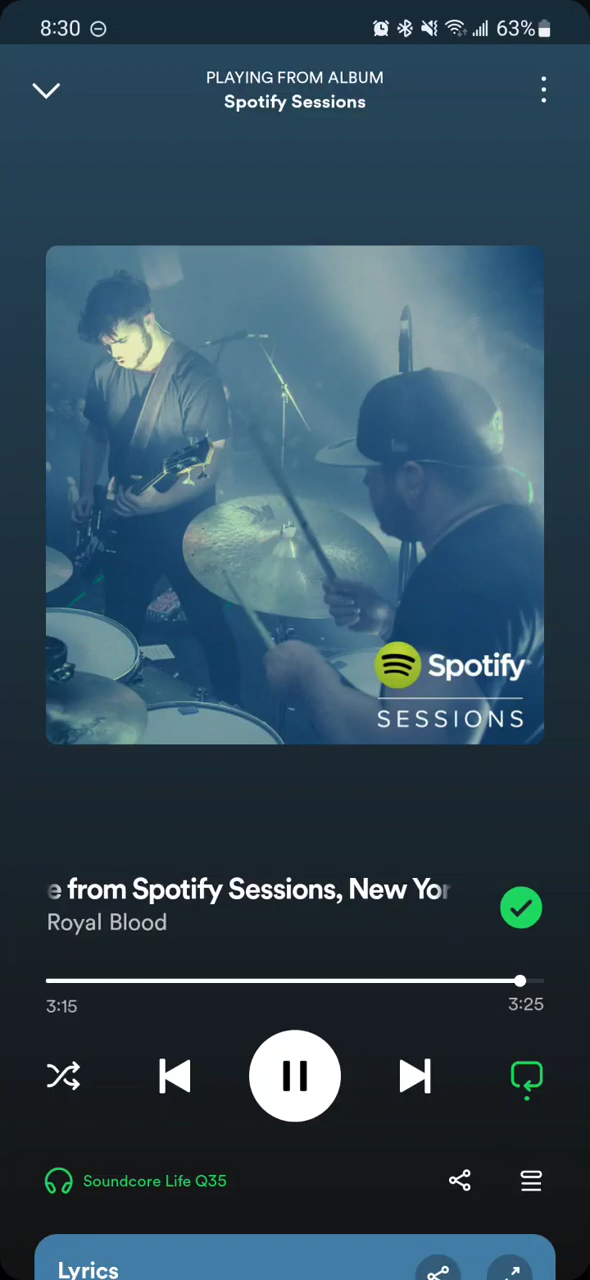 8:30
63%
PLAYING FROM ALBUM
Spotify Sessions
Spotify
SESSIONS
e from Spotify Sessions, New Yor
Royal Blood
3:15
3:25
Soundcore Life Q35
Lyrics